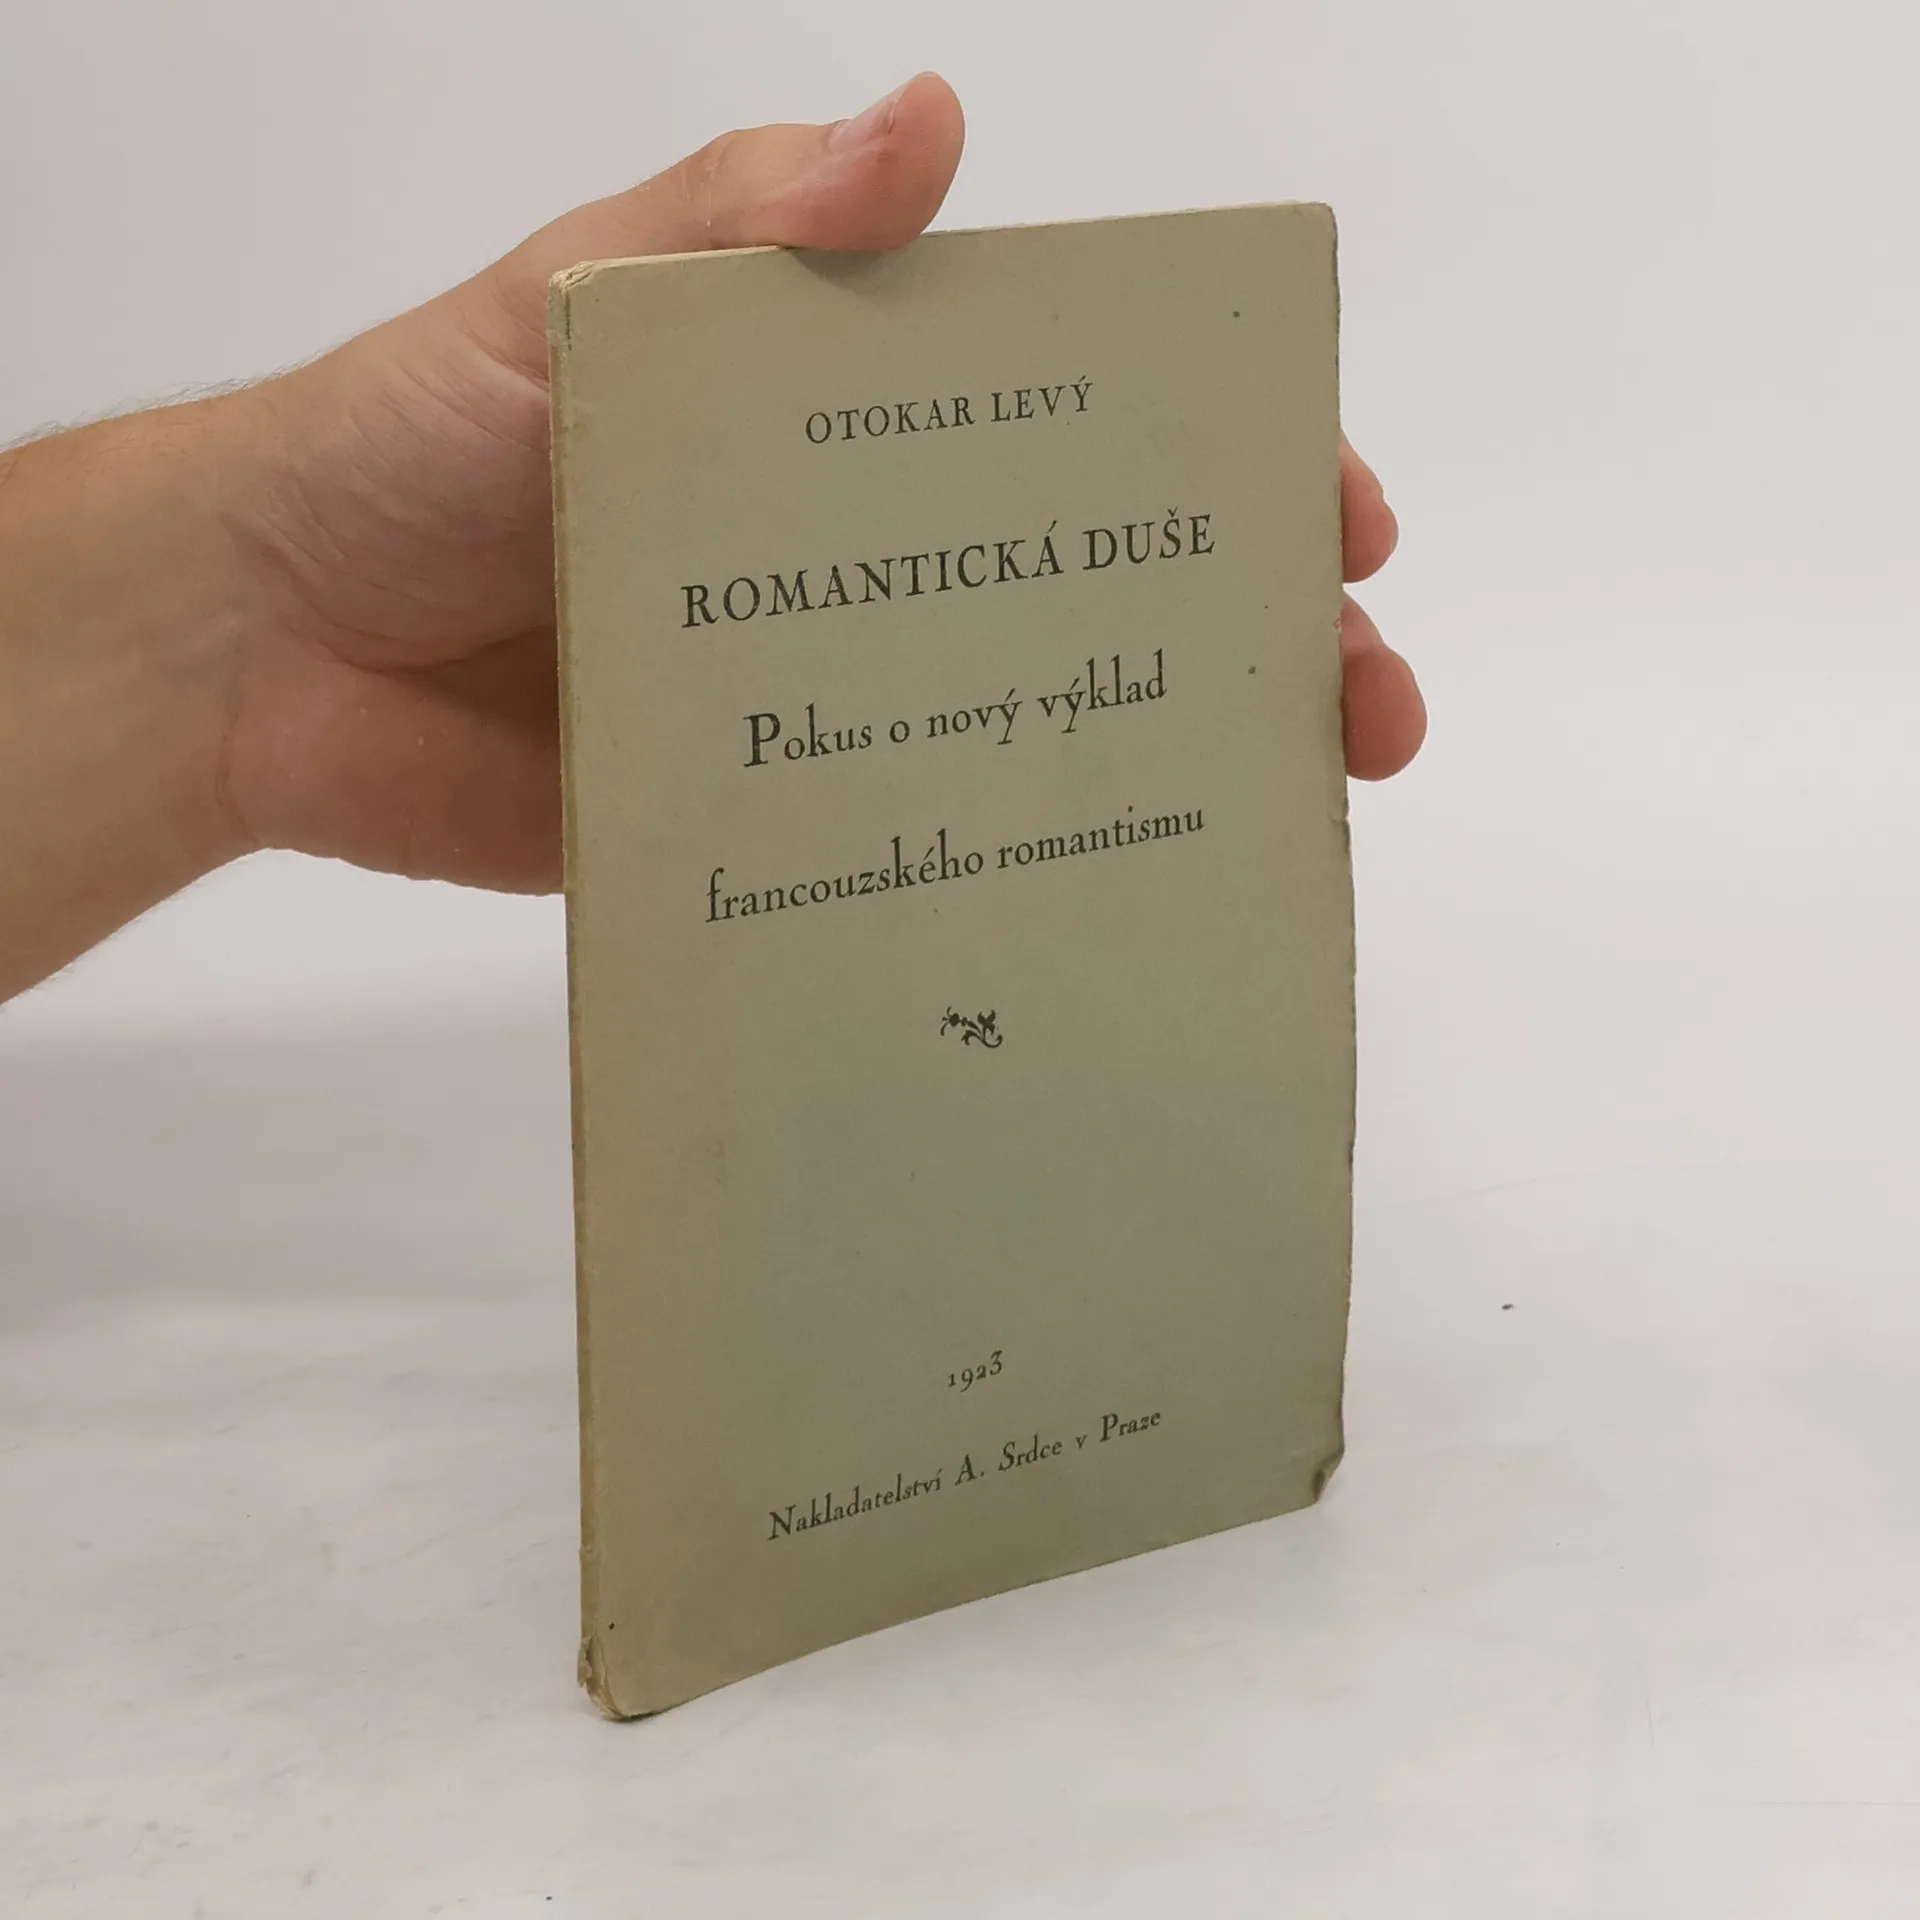 OTOKAR LEVÝ
ROMANTICKÁ DUŠE
Pokus o nový výklad
francouzského romantismu
1923
Nakladatelství A. Srdce v Praze